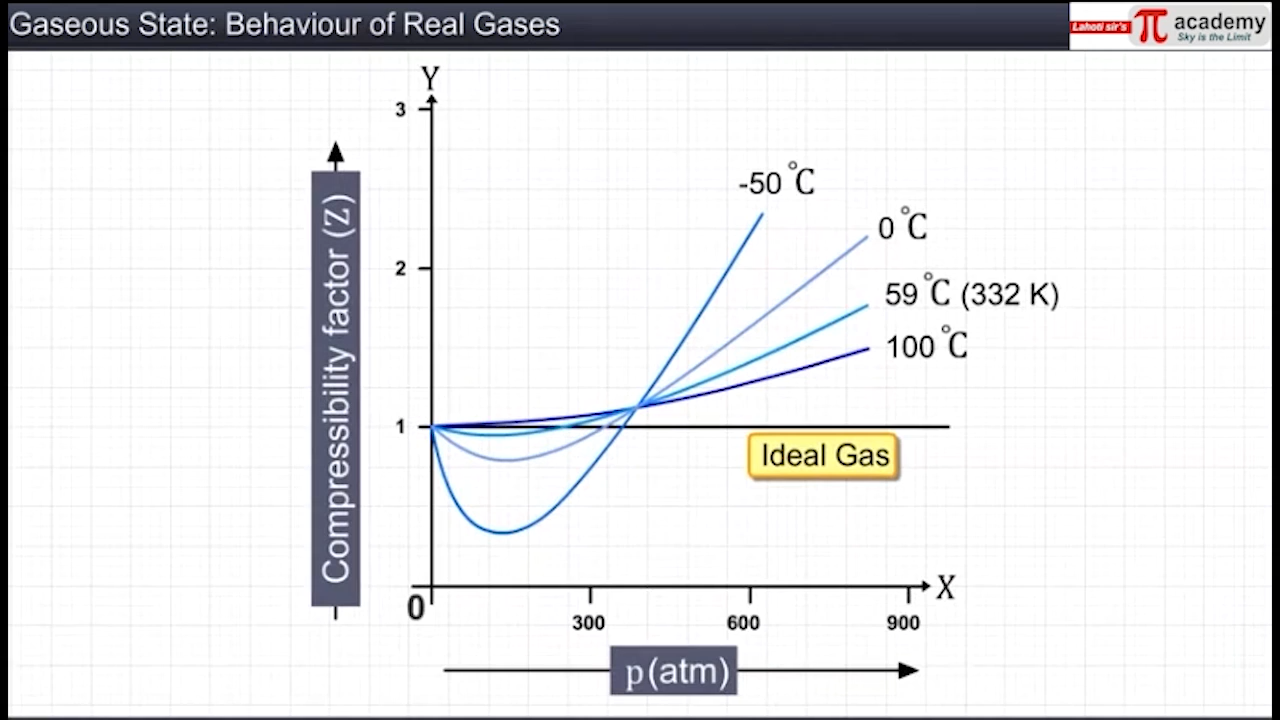 Gaseous State: Behaviour of Real Gases
Lahoti sir's π academy
Sky is the Limit
Y
3
-50 °C
0 °C
2
59 °C (332 K)
100 °C
1
Ideal Gas
Compressibility factor (Z)
X
0
300 600 900
p(atm)